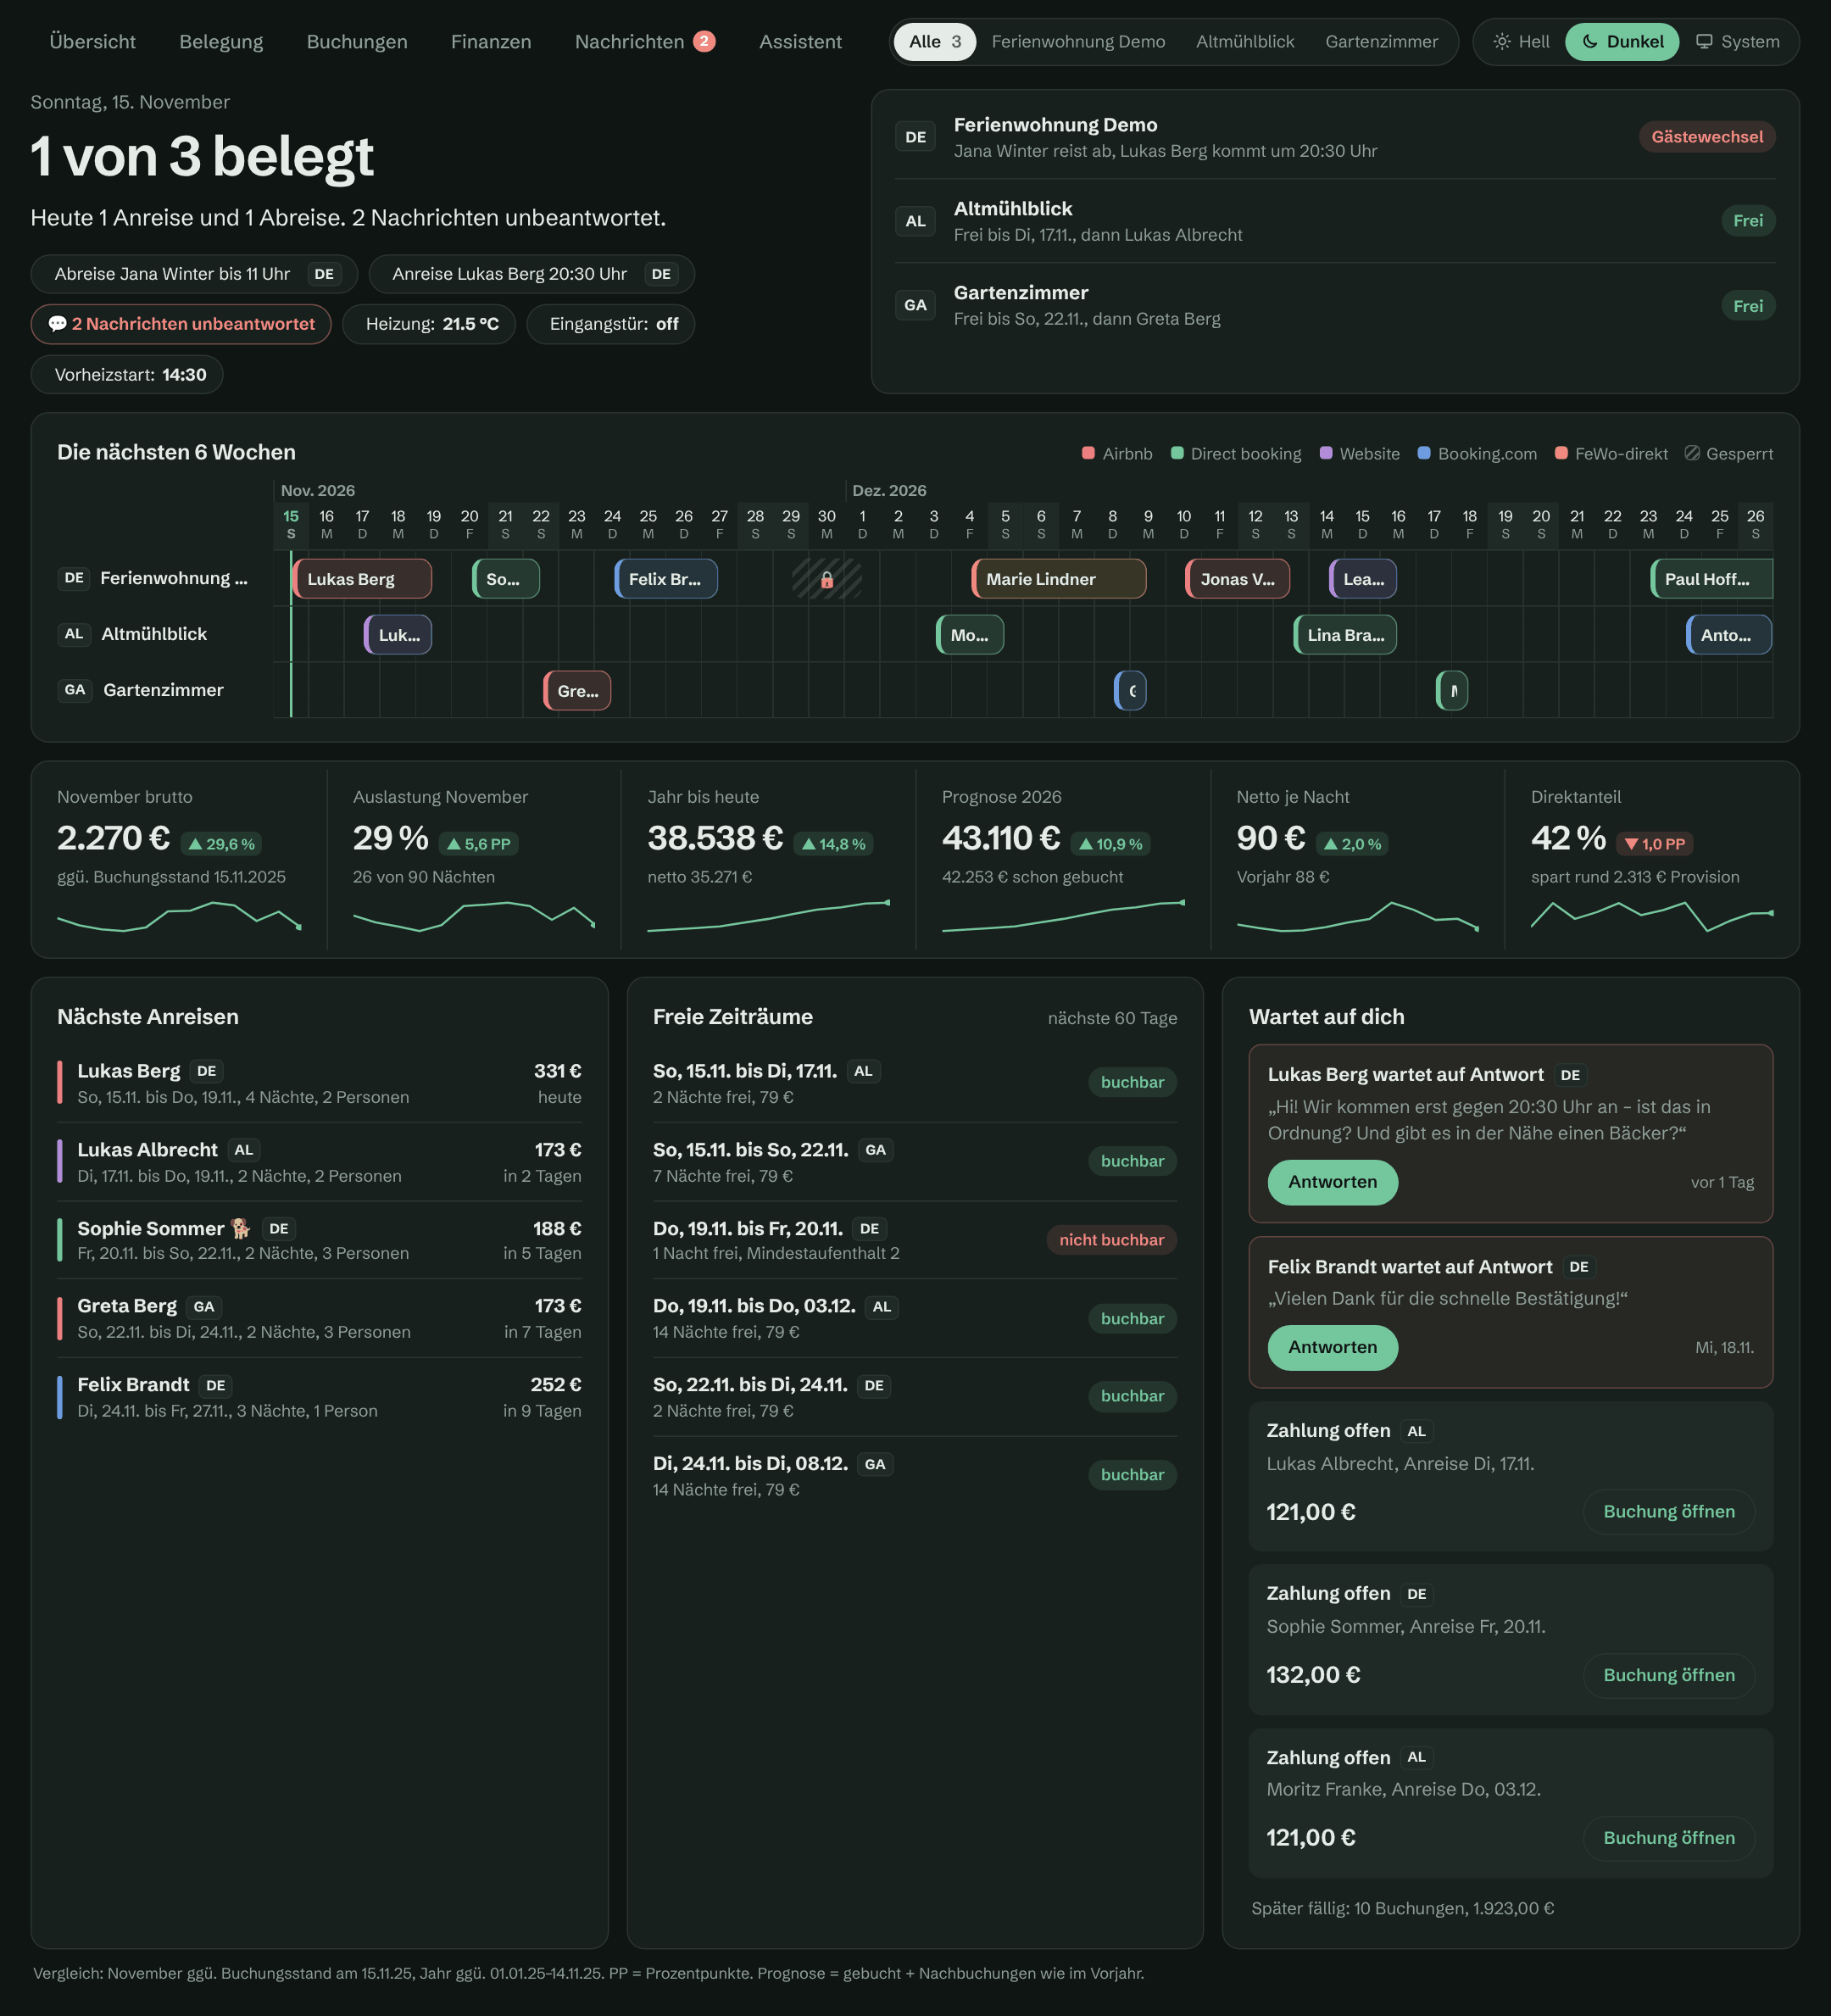 Übersicht Belegung Buchungen Finanzen Nachrichten 2 Assistent Alle 3 Ferienwohnung Demo Altmühlblick Gartenzimmer Hell Dunkel System
Sonntag, 15. November
1 von 3 belegt
Heute 1 Anreise und 1 Abreise. 2 Nachrichten unbeantwortet.
Abreise Jana Winter bis 11 Uhr DE Anreise Lukas Berg 20:30 Uhr DE
2 Nachrichten unbeantwortet Heizung: 21.5 °C Eingangstür: off
Vorheizstart: 14:30
DE Ferienwohnung Demo Gästewechsel
Jana Winter reist ab, Lukas Berg kommt um 20:30 Uhr
AL Altmühlblick Frei
Frei bis Di, 17.11., dann Lukas Albrecht
GA Gartenzimmer Frei
Frei bis So, 22.11., dann Greta Berg
Die nächsten 6 Wochen Airbnb Direct booking Website Booking.com FeWo-direkt Gesperrt
Nov. 2026 Dez. 2026
15 16 17 18 19 20 21 22 23 24 25 26 27 28 29 30 1 2 3 4 5 6 7 8 9 10 11 12 13 14 15 16 17 18 19 20 21 22 23 24 25 26
S M D M D F S S M D M D F S S M D M D F S S M D M D F S S M D M D F S S M D M D F S
DE Ferienwohnung ... Lukas Berg So... Felix Br... Marie Lindner Jonas V... Lea... Paul Hoff...
AL Altmühlblick Luk... Mo... Lina Bra... Anto...
GA Gartenzimmer Gre...
November brutto
2.270 € ▲ 29,6 %
ggü. Buchungsstand 15.11.2025
Auslastung November
29 % ▲ 5,6 PP
26 von 90 Nächten
Jahr bis heute
38.538 € ▲ 14,8 %
netto 35.271 €
Prognose 2026
43.110 € ▲ 10,9 %
42.253 € schon gebucht
Netto je Nacht
90 € ▲ 2,0 %
Vorjahr 88 €
Direktanteil
42 % ▼ 1,0 PP
spart rund 2.313 € Provision
Nächste Anreisen
Lukas Berg DE 331 €
So, 15.11. bis Do, 19.11., 4 Nächte, 2 Personen heute
Lukas Albrecht AL 173 €
Di, 17.11. bis Do, 19.11., 2 Nächte, 2 Personen in 2 Tagen
Sophie Sommer 🐕 DE 188 €
Fr, 20.11. bis So, 22.11., 2 Nächte, 3 Personen in 5 Tagen
Greta Berg GA 173 €
So, 22.11. bis Di, 24.11., 2 Nächte, 3 Personen in 7 Tagen
Felix Brandt DE 252 €
Di, 24.11. bis Fr, 27.11., 3 Nächte, 1 Person in 9 Tagen
Freie Zeiträume nächste 60 Tage
So, 15.11. bis Di, 17.11. AL buchbar
2 Nächte frei, 79 €
So, 15.11. bis So, 22.11. GA buchbar
7 Nächte frei, 79 €
Do, 19.11. bis Fr, 20.11. DE nicht buchbar
1 Nacht frei, Mindestaufenthalt 2
Do, 19.11. bis Do, 03.12. AL buchbar
14 Nächte frei, 79 €
So, 22.11. bis Di, 24.11. DE buchbar
2 Nächte frei, 79 €
Di, 24.11. bis Di, 08.12. GA buchbar
14 Nächte frei, 79 €
Wartet auf dich
Lukas Berg wartet auf Antwort DE
„Hi! Wir kommen erst gegen 20:30 Uhr an – ist das in
Ordnung? Und gibt es in der Nähe einen Bäcker?“
Antworten vor 1 Tag
Felix Brandt wartet auf Antwort DE
„Vielen Dank für die schnelle Bestätigung!“
Antworten Mi, 18.11.
Zahlung offen AL
Lukas Albrecht, Anreise Di, 17.11.
121,00 € Buchung öffnen
Zahlung offen DE
Sophie Sommer, Anreise Fr, 20.11.
132,00 € Buchung öffnen
Zahlung offen AL
Moritz Franke, Anreise Do, 03.12.
121,00 € Buchung öffnen
Später fällig: 10 Buchungen, 1.923,00 €
Vergleich: November ggü. Buchungsstand am 15.11.25, Jahr ggü. 01.01.25–14.11.25. PP = Prozentpunkte. Prognose = gebucht + Nachbuchungen wie im Vorjahr.